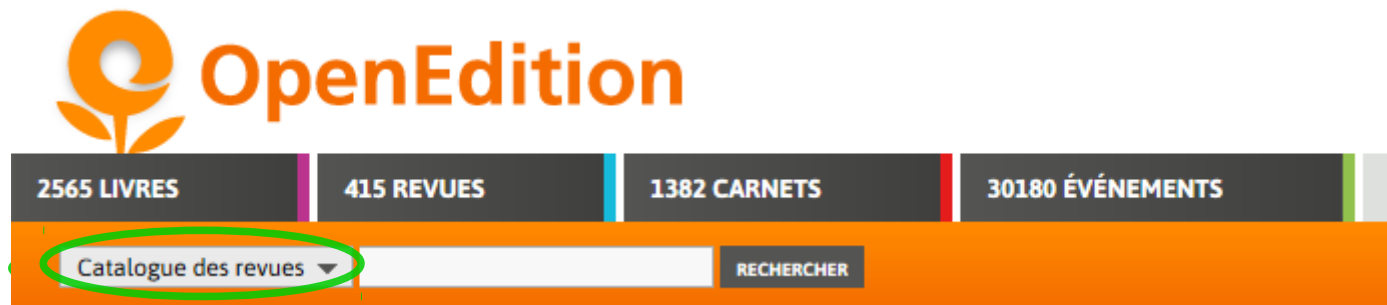 OpenEdition
2565 LIVRES 415 REVUES 1382 CARNETS 30180 ÉVÉNEMENTS
Catalogue des revues RECHERCHER